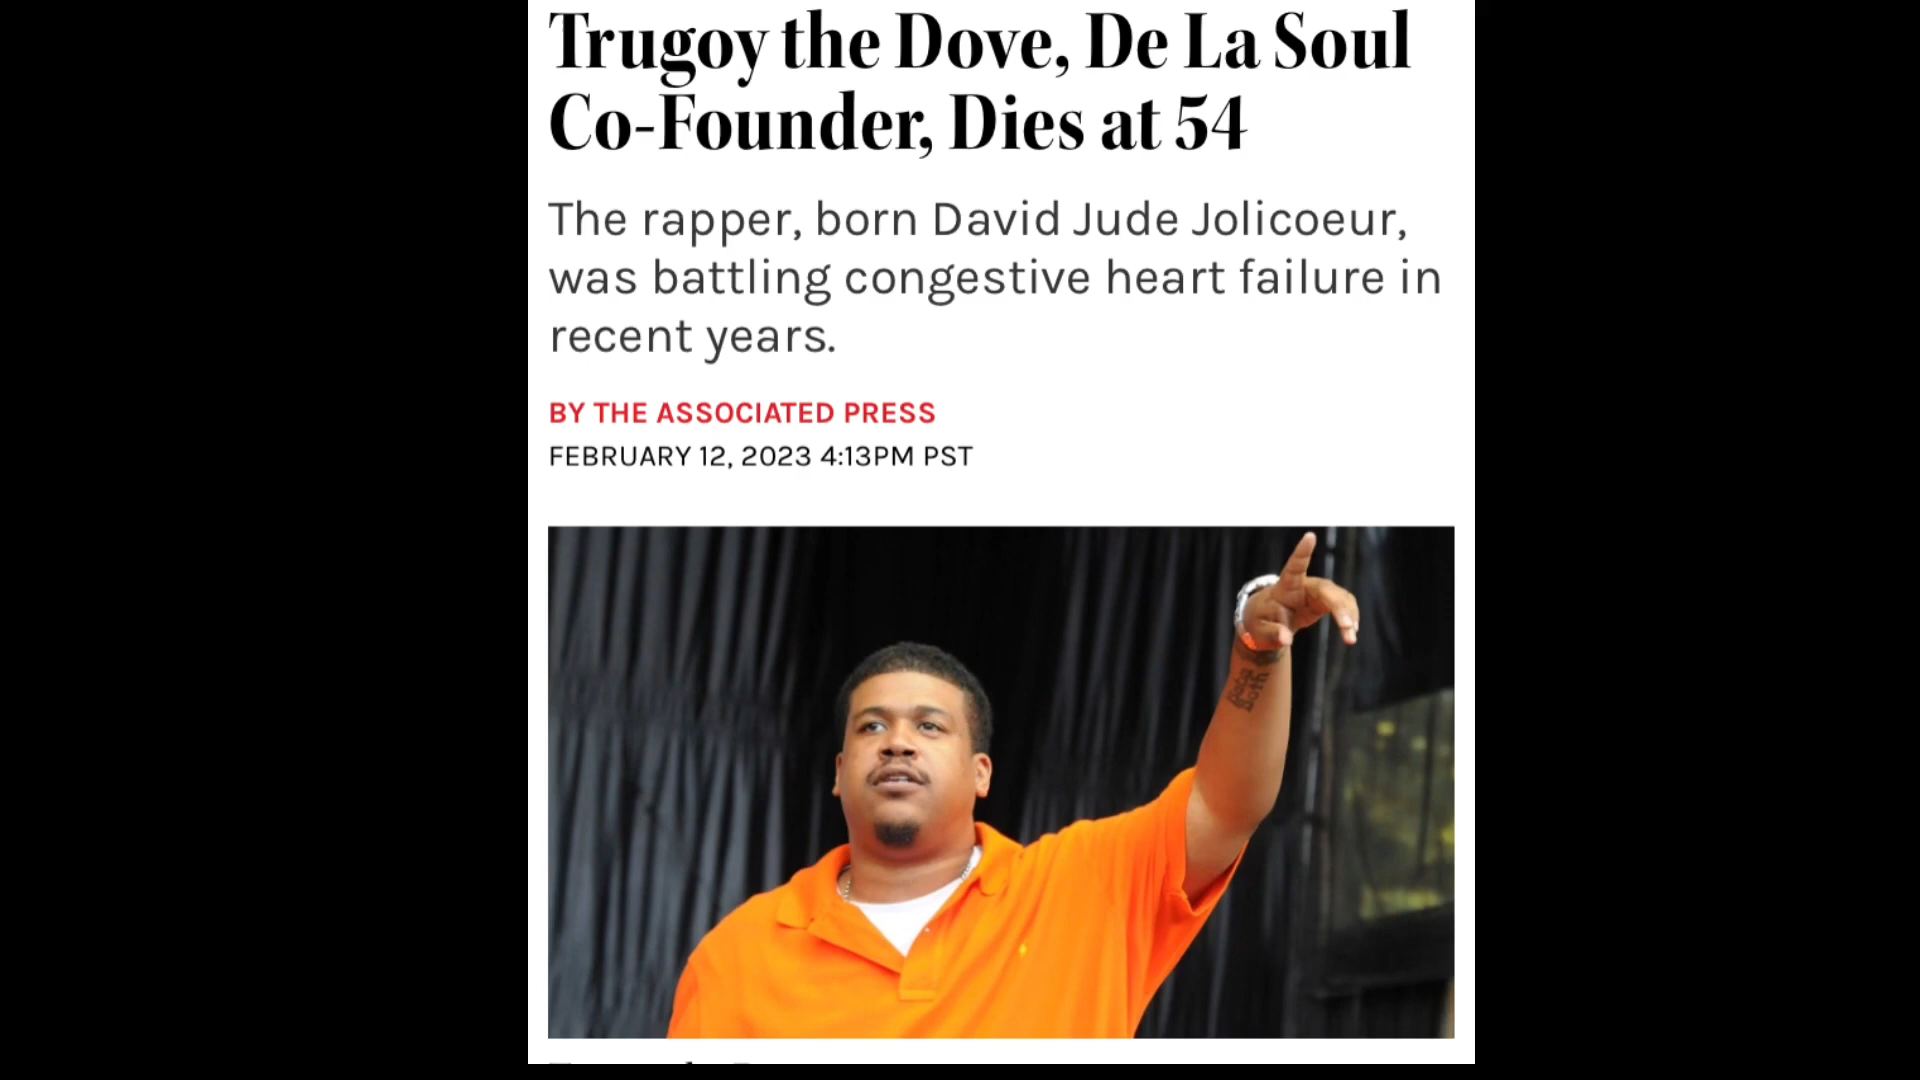 Trugoy the Dove, De La Soul
Co-Founder, Dies at 54
The rapper, born David Jude Jolicoeur,
was battling congestive heart failure in
recent years.
BY THE ASSOCIATED PRESS
FEBRUARY 12, 2023 4:13PM PST